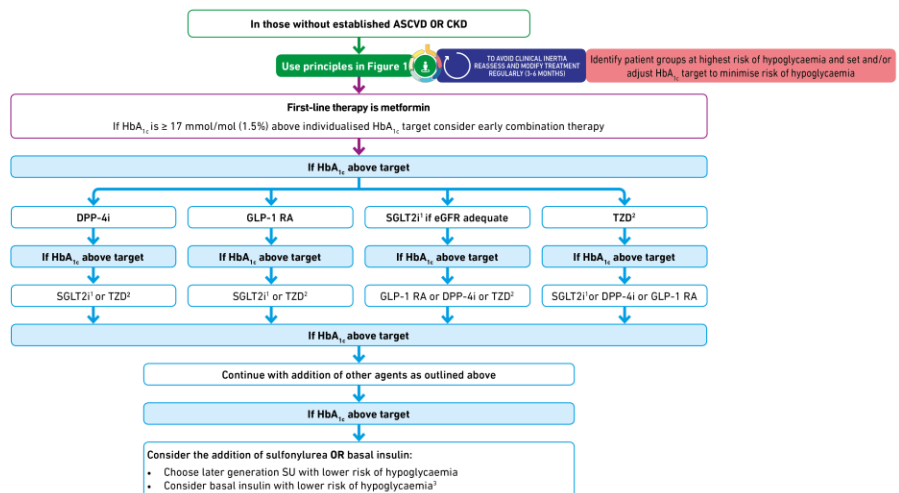 In those without established ASCVD OR CKD
Use principles in Figure 1
TO AVOID CLINICAL INERTIA
REASSESS AND MODIFY TREATMENT
REGULARLY (3-6 MONTHS)
Identify patient groups at highest risk of hypoglycaemia and set and/or
adjust HbA1c target to minimise risk of hypoglycaemia
First-line therapy is metformin
If HbA1c is ≥ 17 mmol/mol (1.5%) above individualised HbA1c target consider early combination therapy
If HbA1c above target
DPP-4i
GLP-1 RA
SGLT2i¹ if eGFR adequate
TZD²
If HbA1c above target
If HbA1c above target
If HbA1c above target
If HbA1c above target
SGLT2i¹ or TZD²
SGLT2i¹ or TZD²
GLP-1 RA or DPP-4i or TZD²
SGLT2i¹or DPP-4i or GLP-1 RA
If HbA1c above target
Continue with addition of other agents as outlined above
If HbA1c above target
Consider the addition of sulfonylurea OR basal insulin:
• Choose later generation SU with lower risk of hypoglycaemia
• Consider basal insulin with lower risk of hypoglycaemia³